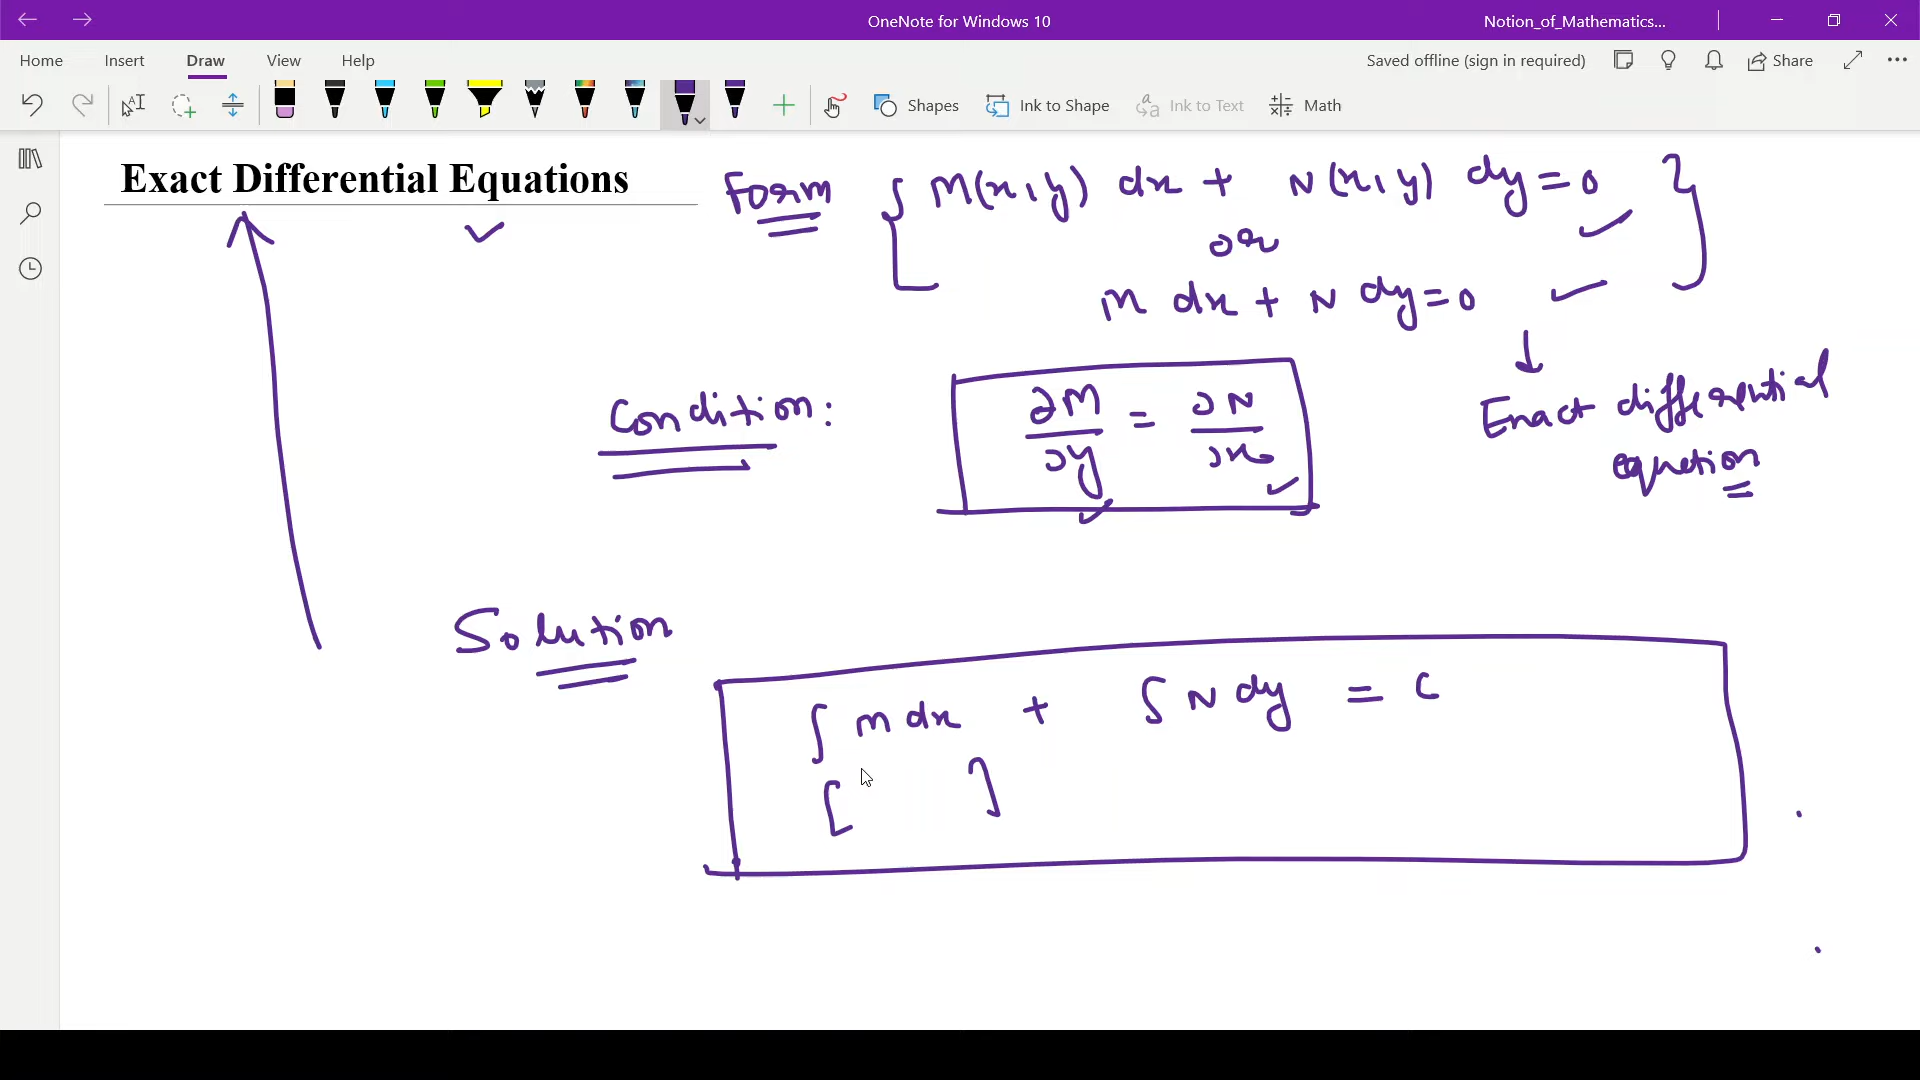 OneNote for Windows 10
Notion_of_Mathematics...
Home Insert Draw View Help
Saved offline (sign in required) Share
Shapes Ink to Shape Ink to Text Math
Exact Differential Equations
Form { M(x,y) dx + N(x,y) dy = 0 }
or
M dx + N dy = 0
Condition: ∂M/∂y = ∂N/∂x
Exact differential
equation
Solution
∫ M dx + ∫ N dy = C
[ ]